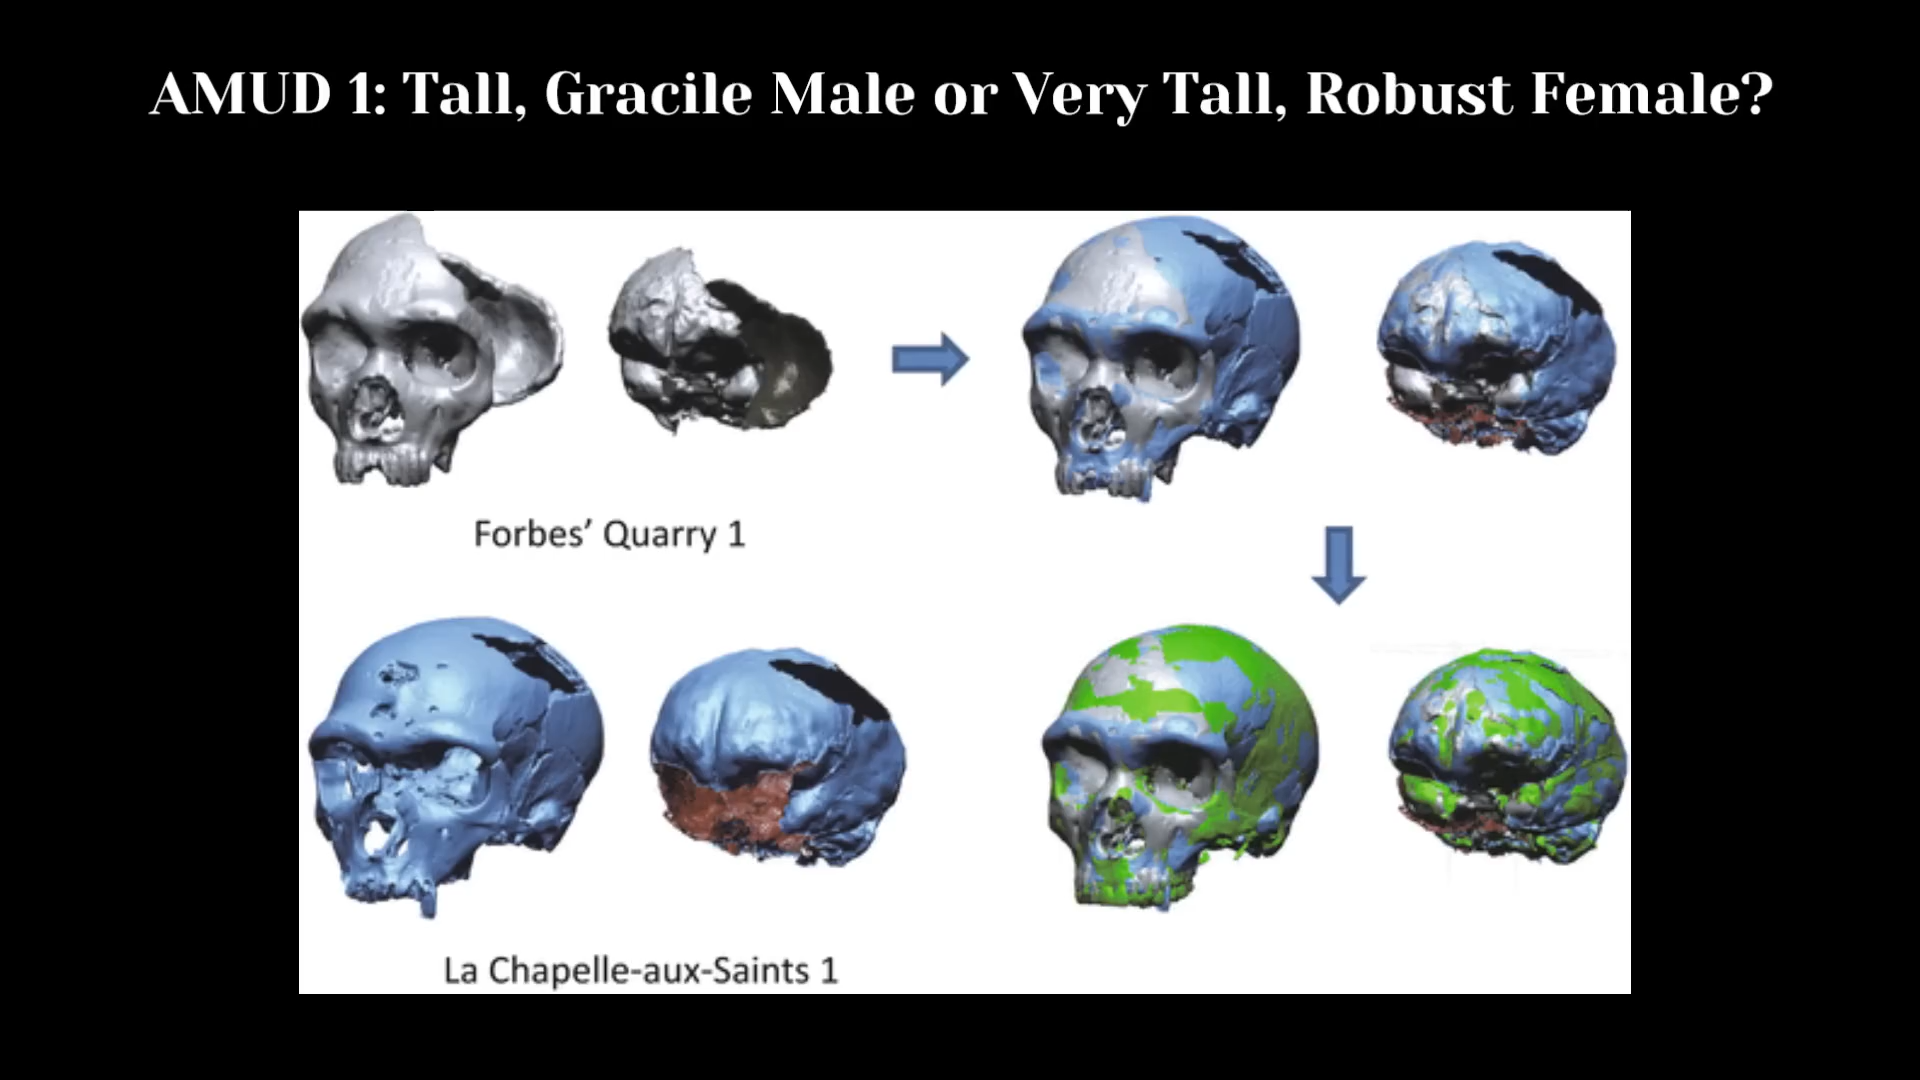 AMUD 1: Tall, Gracile Male or Very Tall, Robust Female?
Forbes’ Quarry 1
La Chapelle-aux-Saints 1